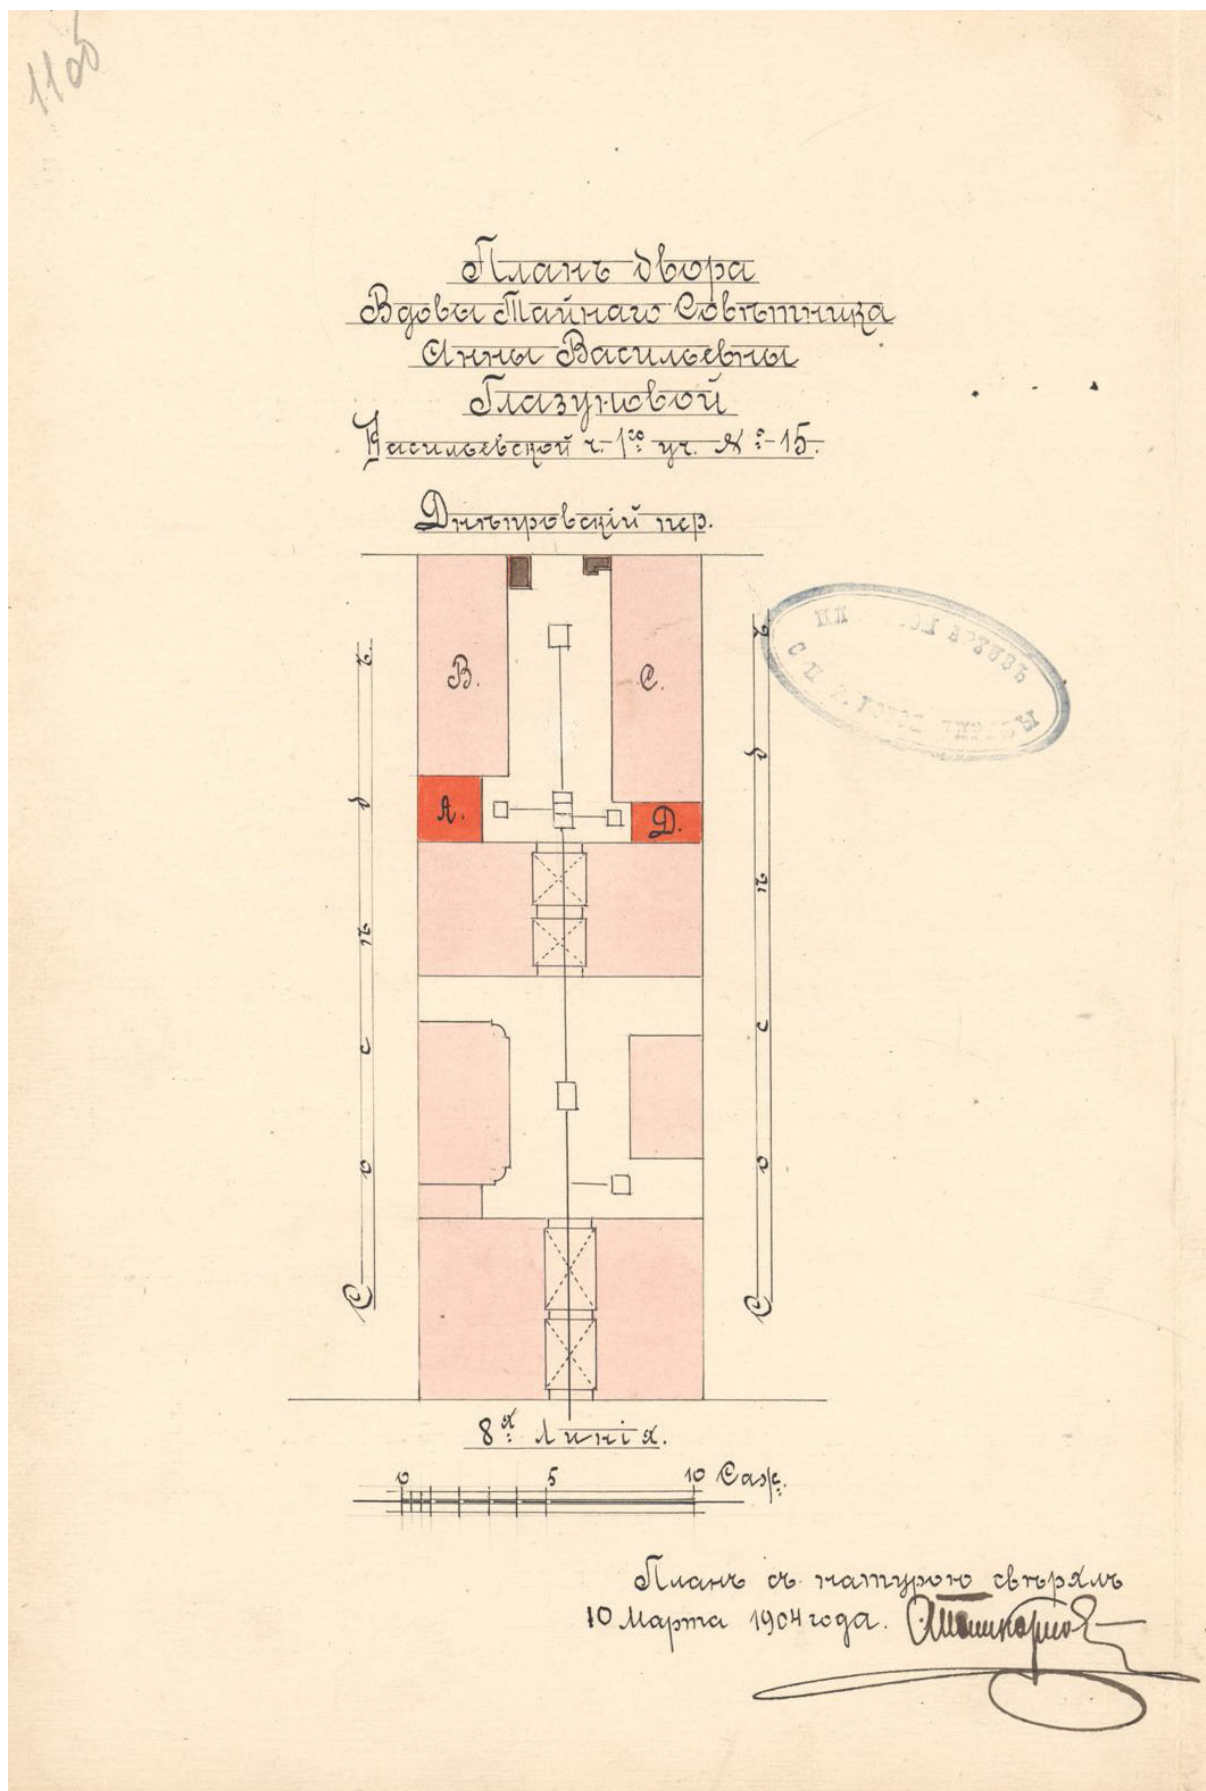 1100
Планъ двора
Вдовы Тайнаго Совѣтника
Анны Васильевны
Глазуновой
Васильевской ч. 1го уч. №-15.
Днѣпровскій пер.
В.
С.
А.
Д.
Сосѣдъ
Сосѣдъ
8я Линія.
0 5 10 Саж.
Планъ съ натурою свѣрялъ
10 Марта 1904 года.